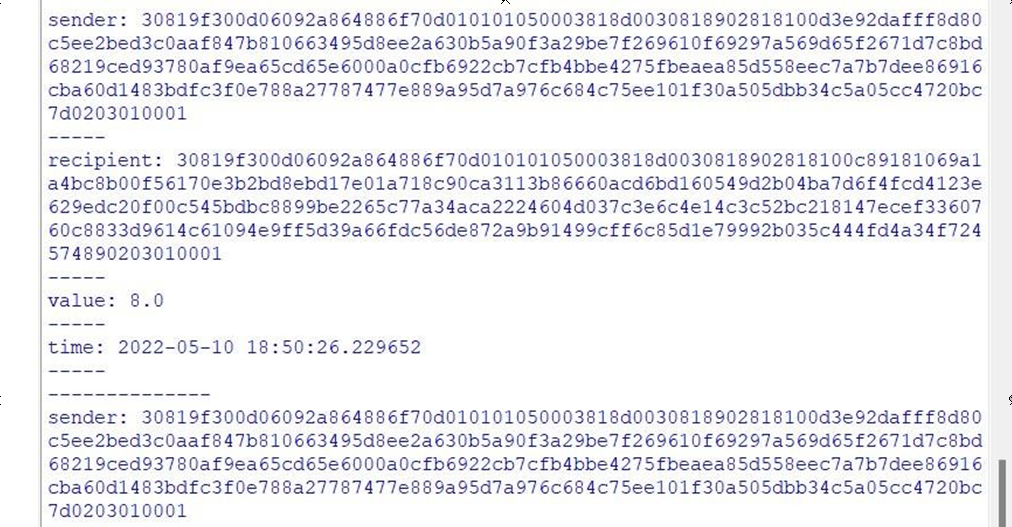 sender: 30819f300d06092a864886f70d010101050003818d0030818902818100d3e92dafff8d80
c5ee2bed3c0aaf847b810663495d8ee2a630b5a90f3a29be7f269610f69297a569d65f2671d7c8bd
68219ced93780af9ea65cd65e6000a0cfb6922cb7cfb4bbe4275fbeaea85d558eec7a7b7dee86916
cba60d1483bdfc3f0e788a27787477e889a95d7a976c684c75ee101f30a505dbb34c5a05cc4720bc
7d0203010001
-----
recipient: 30819f300d06092a864886f70d010101050003818d0030818902818100c89181069a1
a4bc8b00f56170e3b2bd8ebd17e01a718c90ca3113b86660acd6bd160549d2b04ba7d6f4fcd4123e
629edc20f00c545bdbc8899be2265c77a34aca2224604d037c3e6c4e14c3c52bc218147ecef33607
60c8833d9614c61094e9ff5d39a66fdc56de872a9b91499cff6c85d1e79992b035c444fd4a34f724
574890203010001
-----
value: 8.0
-----
time: 2022-05-10 18:50:26.229652
-----
--------------
sender: 30819f300d06092a864886f70d010101050003818d0030818902818100d3e92dafff8d80
c5ee2bed3c0aaf847b810663495d8ee2a630b5a90f3a29be7f269610f69297a569d65f2671d7c8bd
68219ced93780af9ea65cd65e6000a0cfb6922cb7cfb4bbe4275fbeaea85d558eec7a7b7dee86916
cba60d1483bdfc3f0e788a27787477e889a95d7a976c684c75ee101f30a505dbb34c5a05cc4720bc
7d0203010001